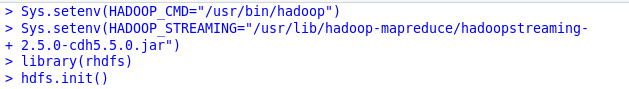 > Sys.setenv(HADOOP_CMD="/usr/bin/hadoop")
> Sys.setenv(HADOOP_STREAMING="/usr/lib/hadoop-mapreduce/hadoopstreaming-
+ 2.5.0-cdh5.5.0.jar")
> library(rhdfs)
> hdfs.init()